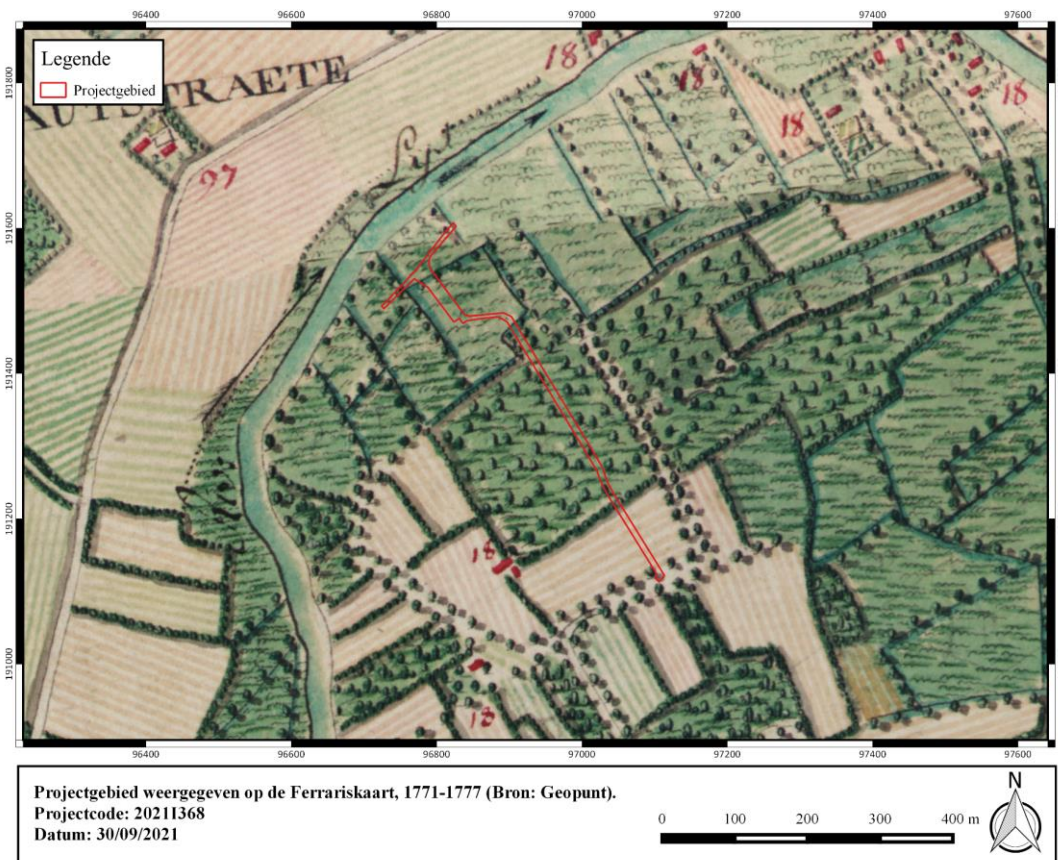 96400 96600 96800 97000 97200 97400 97600
Legende
Projectgebied
STRAETE
97
18
18
18
18
18
18
191800
191600
191400
191200
191000
96400 96600 96800 97000 97200 97400 97600
Projectgebied weergegeven op de Ferrariskaart, 1771-1777 (Bron: Geopunt).
Projectcode: 2021I368
Datum: 30/09/2021
0 100 200 300 400 m
N